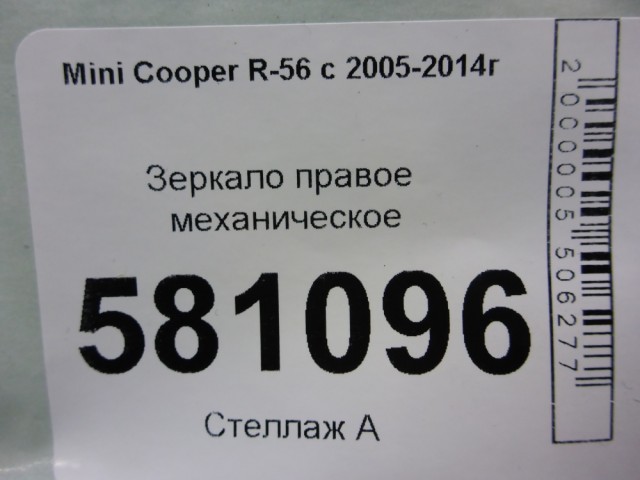 Mini Cooper R-56 с 2005-2014г
Зеркало правое
механическое
581096
Стеллаж А
2000005506277